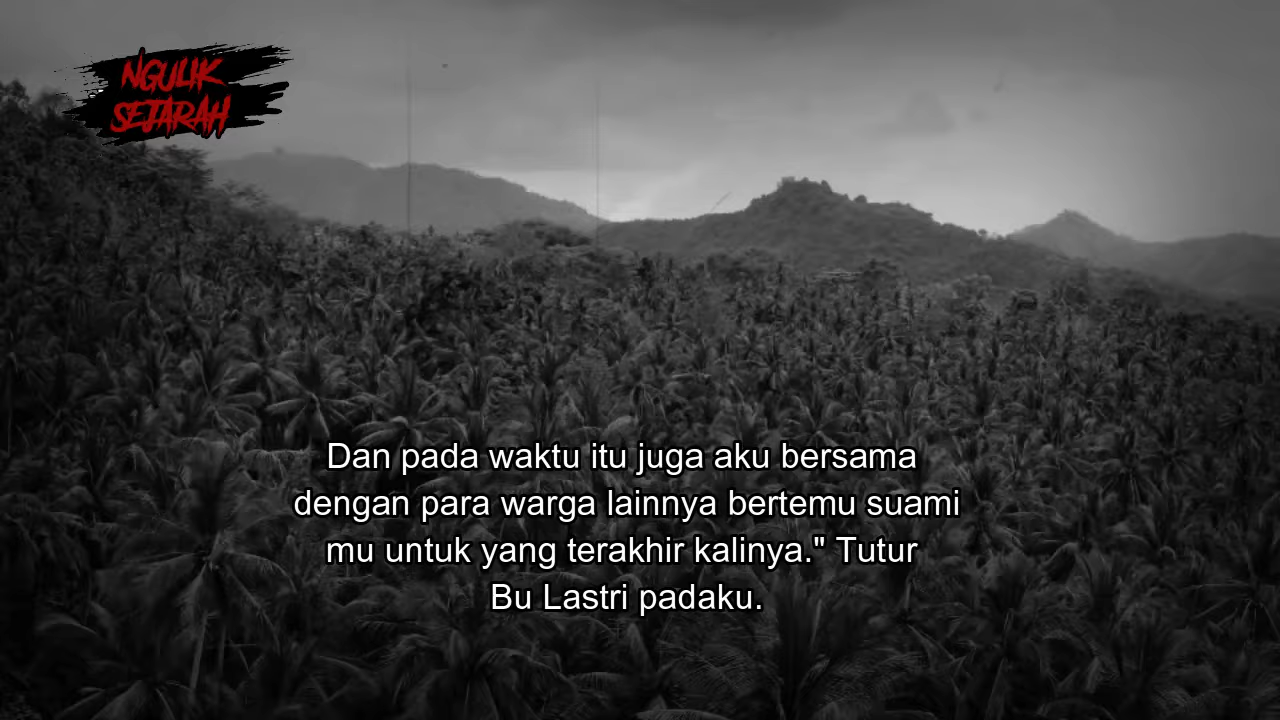 NGULIK
SEJARAH
Dan pada waktu itu juga aku bersama
dengan para warga lainnya bertemu suami
mu untuk yang terakhir kalinya." Tutur
Bu Lastri padaku.